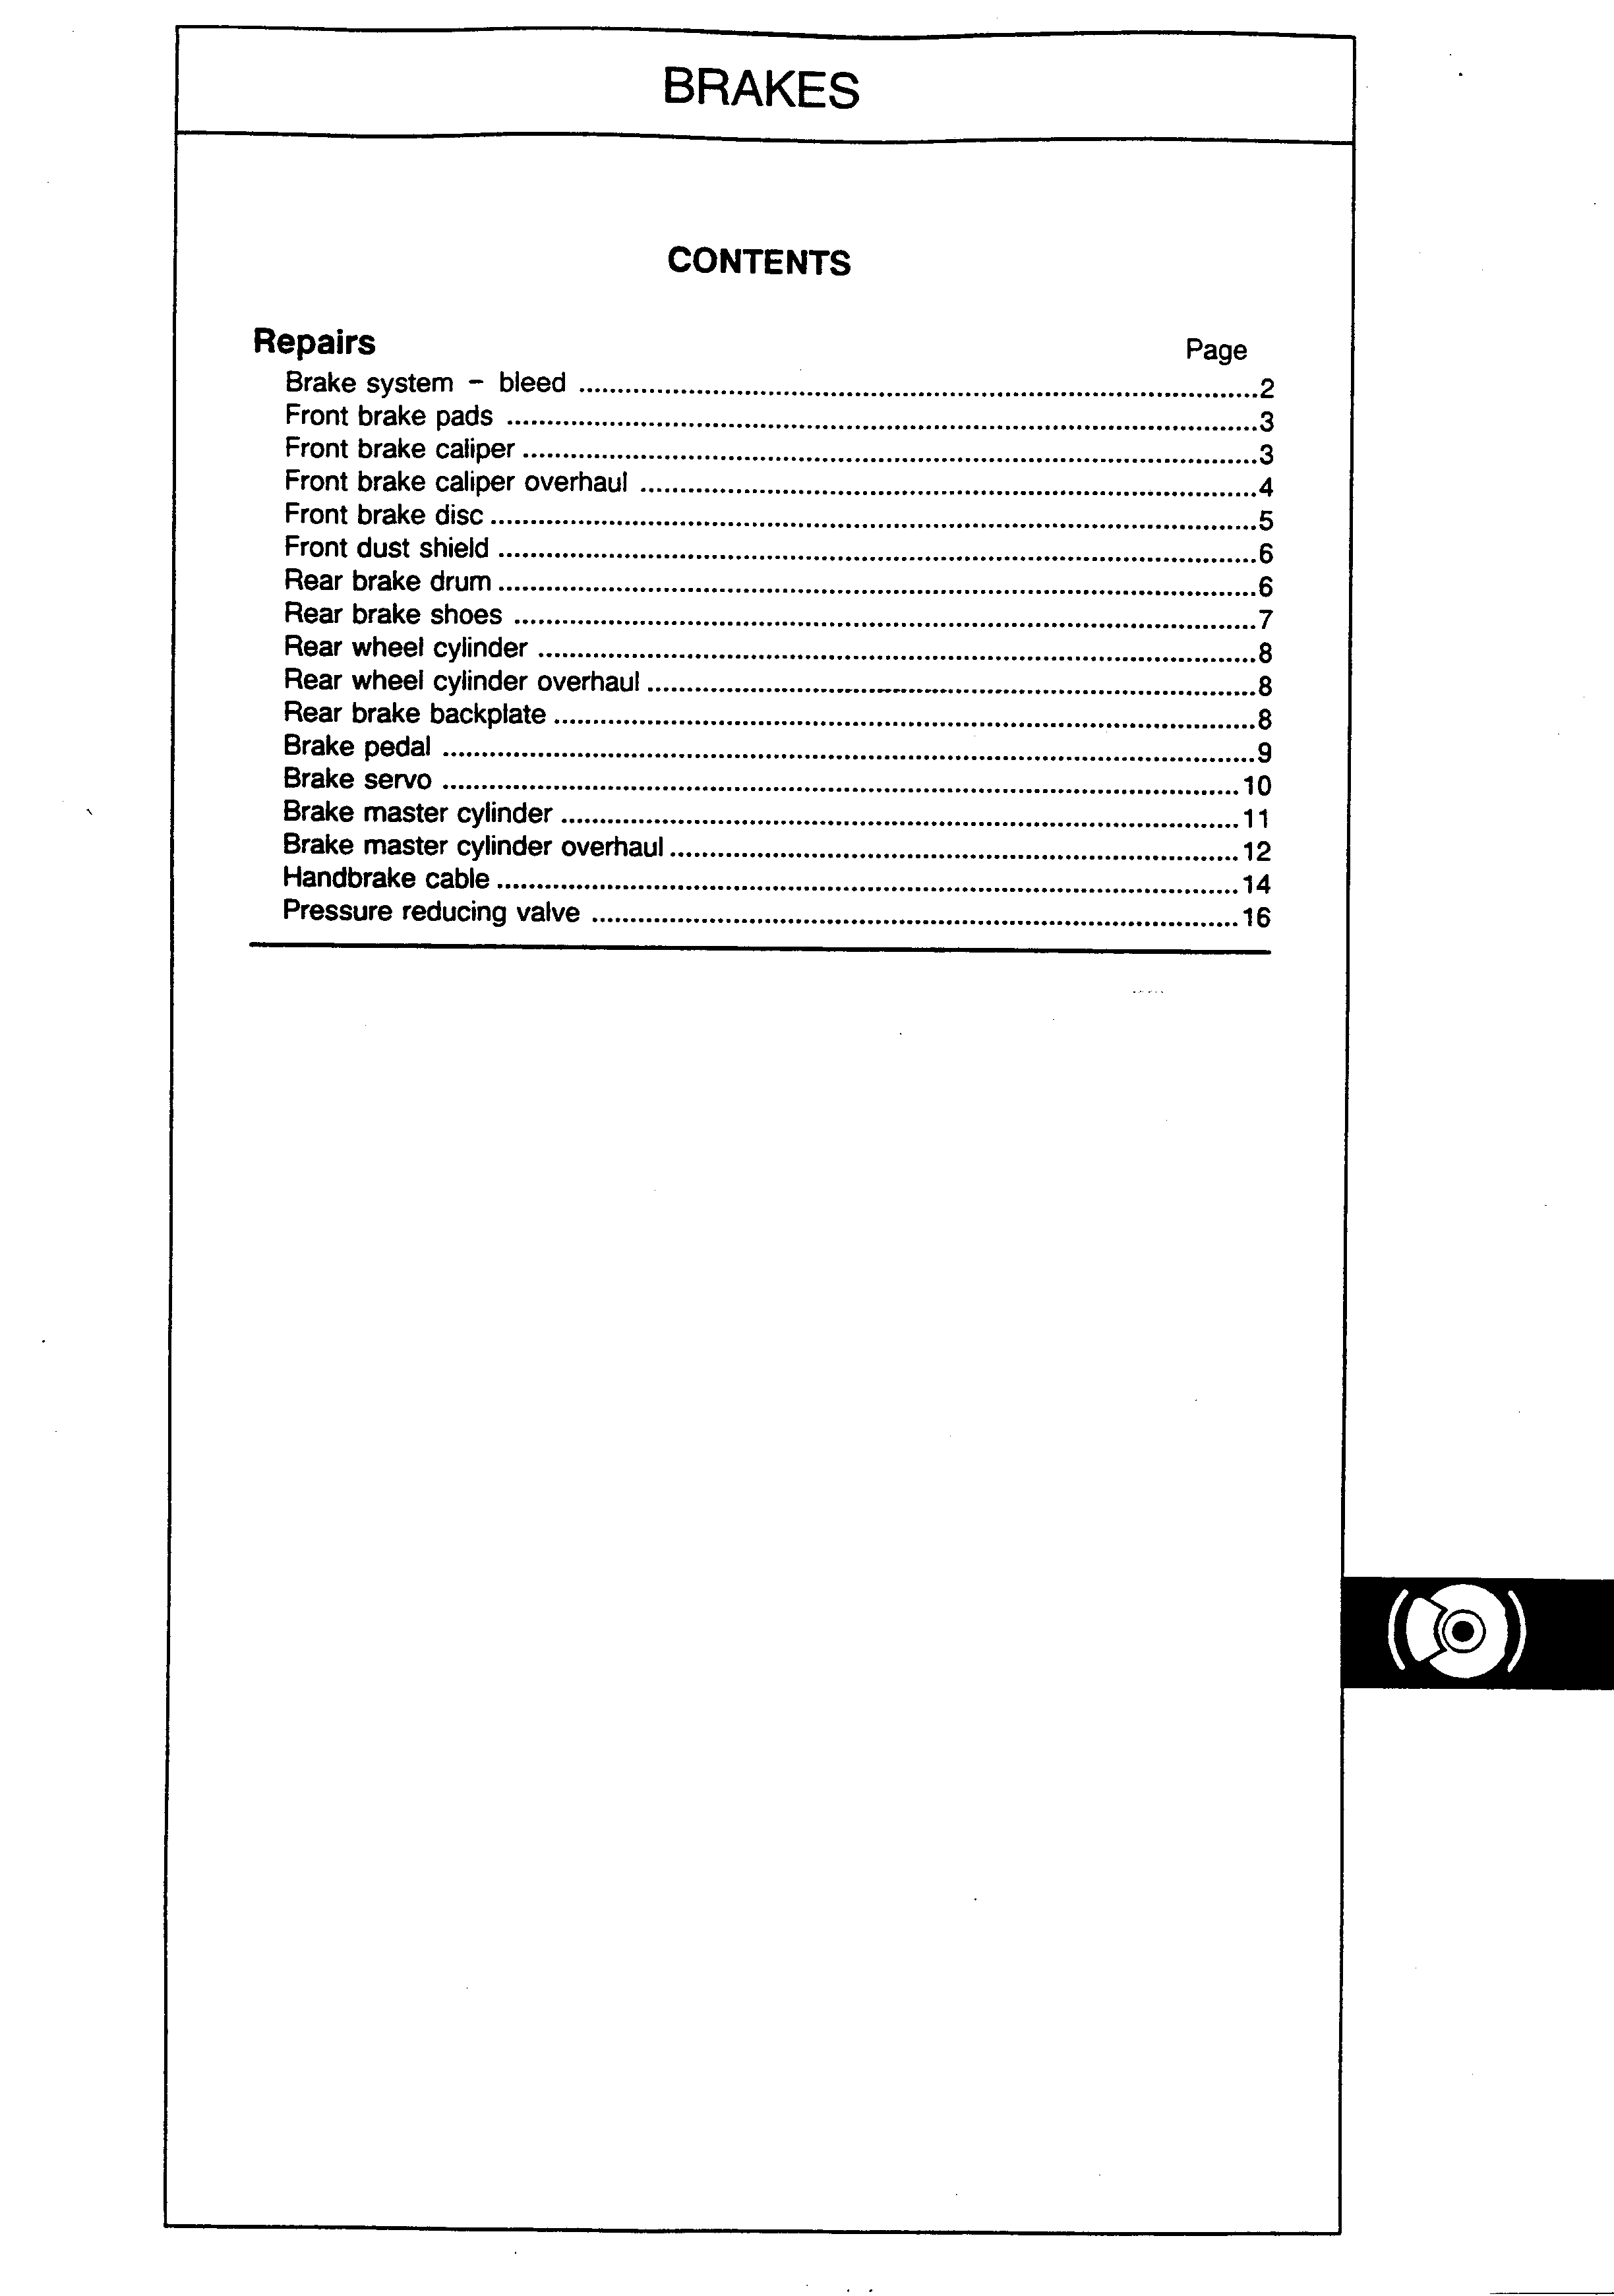 BRAKES
CONTENTS
Repairs Page
Brake system – bleed ........................................................................................2
Front brake pads ........................................................................................3
Front brake caliper ........................................................................................3
Front brake caliper overhaul ........................................................................................4
Front brake disc ........................................................................................5
Front dust shield ........................................................................................6
Rear brake drum ........................................................................................6
Rear brake shoes ........................................................................................7
Rear wheel cylinder ........................................................................................8
Rear wheel cylinder overhaul ........................................................................................8
Rear brake backplate ........................................................................................8
Brake pedal ........................................................................................9
Brake servo ........................................................................................10
Brake master cylinder ........................................................................................11
Brake master cylinder overhaul ........................................................................................12
Handbrake cable ........................................................................................14
Pressure reducing valve ........................................................................................16